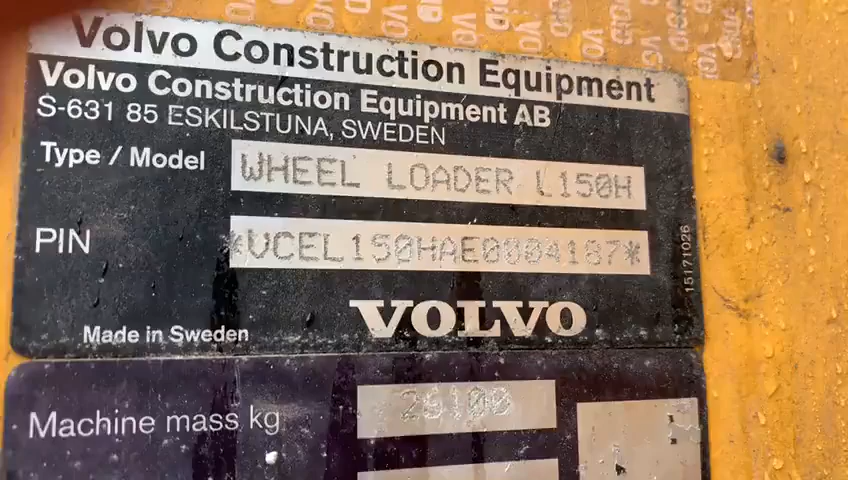 Volvo Construction Equipment
Volvo Construction Equipment AB
S-631 85 ESKILSTUNA, SWEDEN
Type / Model WHEEL LOADER L150H
PIN *VCEL150HAE0004187*
15171026
VOLVO
Made in Sweden
Machine mass kg 26100